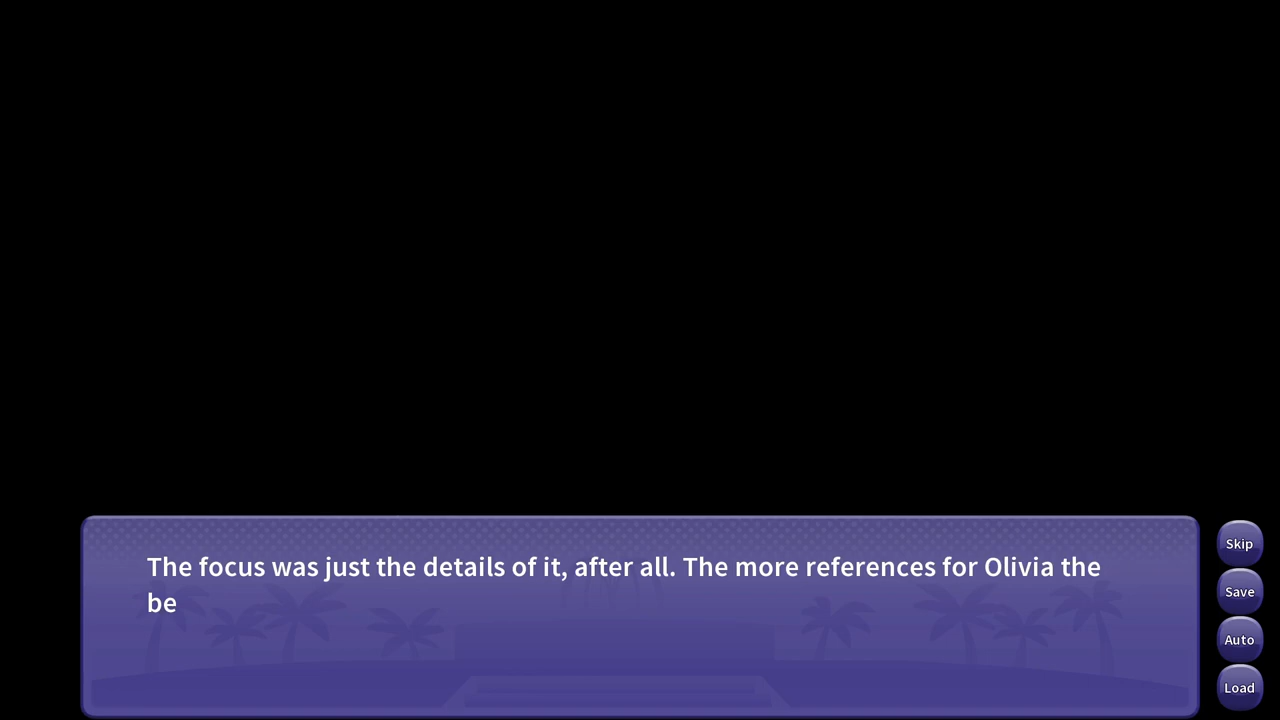 The focus was just the details of it, after all. The more references for Olivia the
be
Skip
Save
Auto
Load